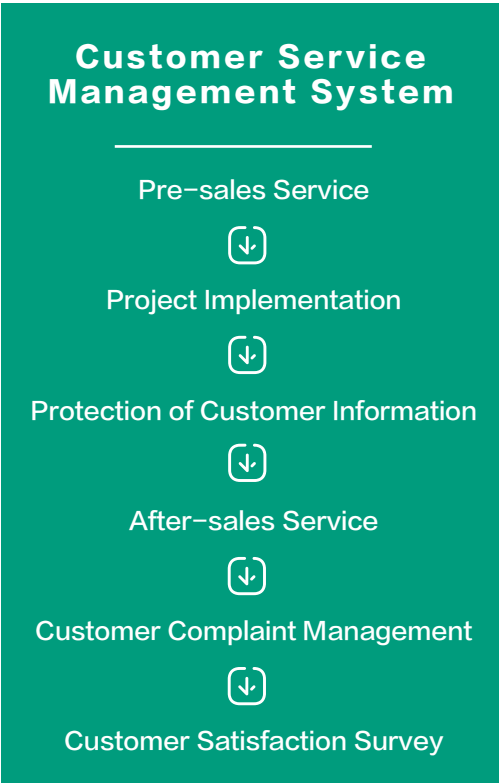 Customer Service
Management System
Pre-sales Service
Project Implementation
Protection of Customer Information
After-sales Service
Customer Complaint Management
Customer Satisfaction Survey